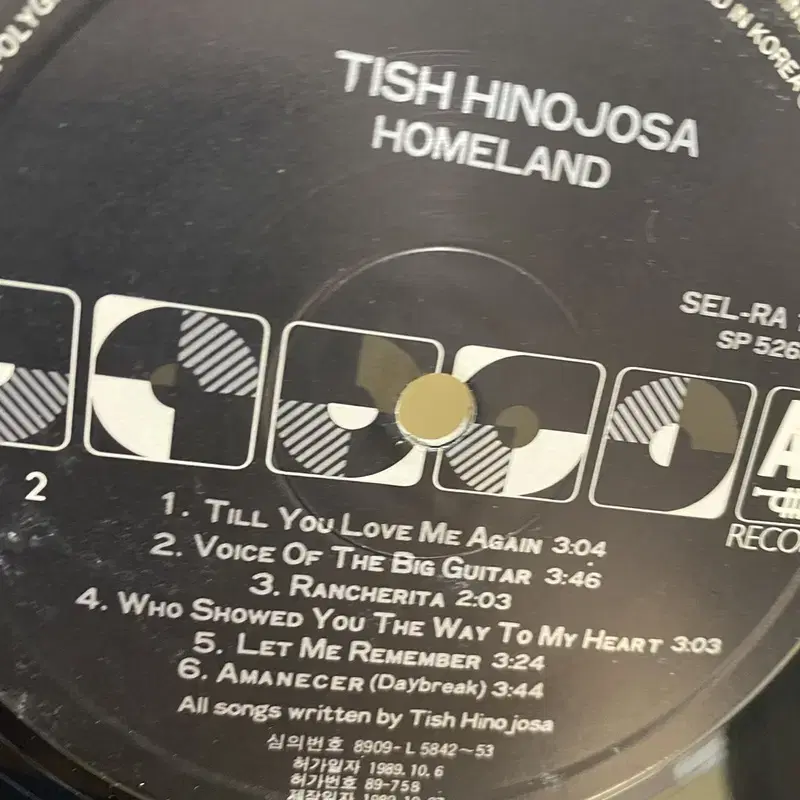 IN KOREA
TISH HINOJOSA
HOMELAND
SEL-RA
SP 526
2
1. TILL YOU LOVE ME AGAIN 3:04
2. VOICE OF THE BIG GUITAR 3:46
3. RANCHERITA 2:03
4. WHO SHOWED YOU THE WAY TO MY HEART 3:03
5. LET ME REMEMBER 3:24
6. AMANECER (Daybreak) 3:44
All songs written by Tish Hinojosa
심의번호 8909-L 5842~53
허가일자 1989.10.6
허가번호 89-758